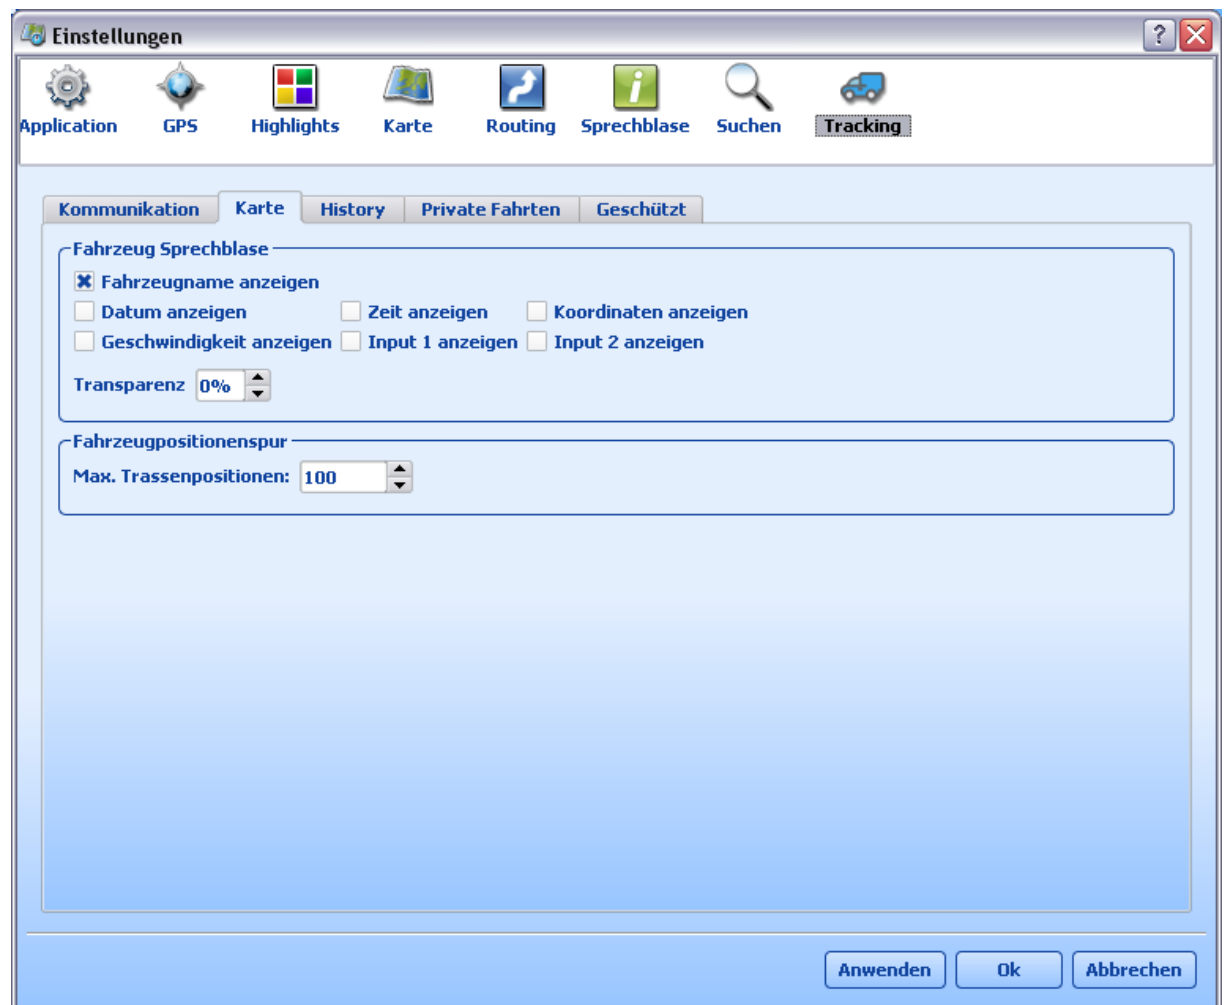 Einstellungen
?
Application GPS Highlights Karte Routing Sprechblase Suchen Tracking
Kommunikation Karte History Private Fahrten Geschützt
Fahrzeug Sprechblase
Fahrzeugname anzeigen
Datum anzeigen Zeit anzeigen Koordinaten anzeigen
Geschwindigkeit anzeigen Input 1 anzeigen Input 2 anzeigen
Transparenz 0%
Fahrzeugpositionenspur
Max. Trassenpositionen: 100
Anwenden Ok Abbrechen